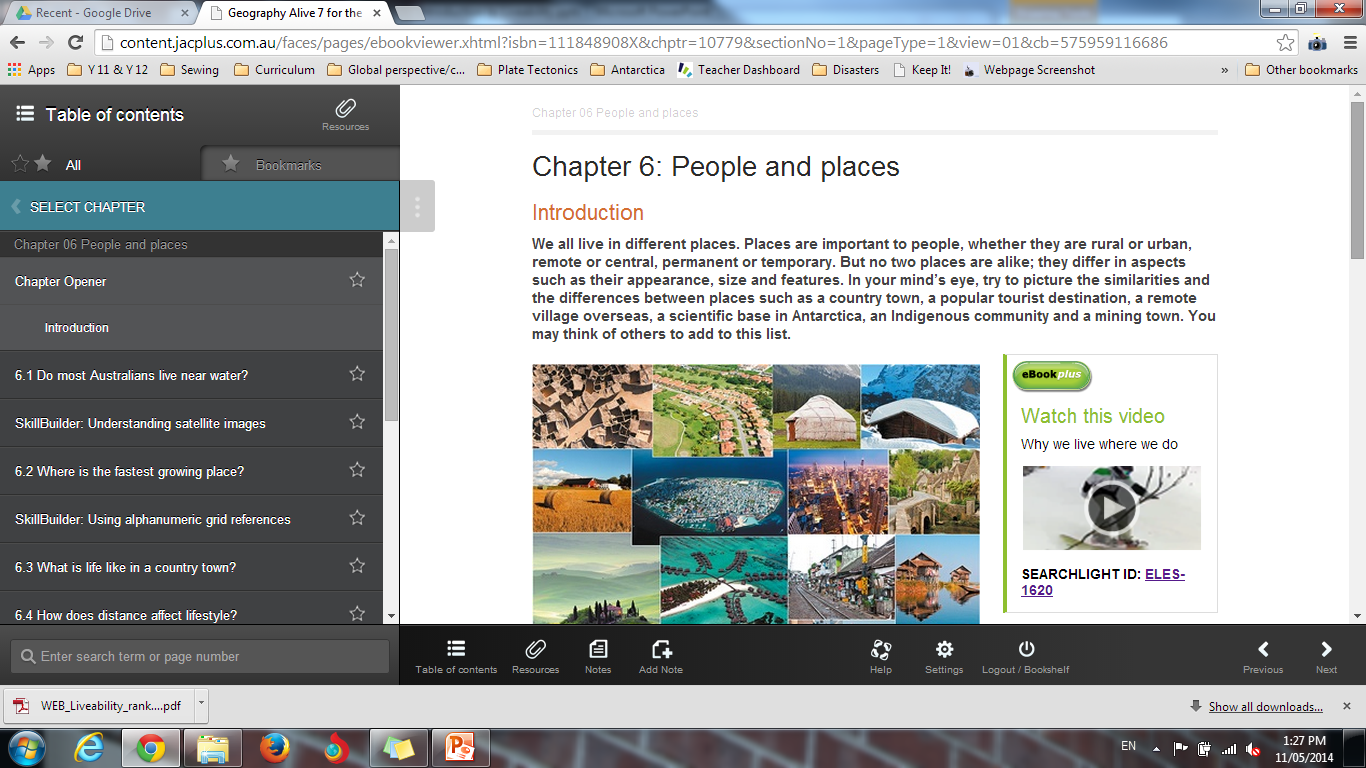 Recent - Google Drive
Geography Alive 7 for the
content.jacplus.com.au/faces/pages/ebookviewer.xhtml?isbn=111848908X&chptr=10779&sectionNo=1&pageType=1&view=01&cb=575959116686
Apps Y 11 & Y 12 Sewing Curriculum Global perspective/c... Plate Tectonics Antarctica Teacher Dashboard Disasters Keep It! Webpage Screenshot » Other bookmarks
Table of contents
Resources
All
Bookmarks
SELECT CHAPTER
Chapter 06 People and places
Chapter Opener
Introduction
6.1 Do most Australians live near water?
SkillBuilder: Understanding satellite images
6.2 Where is the fastest growing place?
SkillBuilder: Using alphanumeric grid references
6.3 What is life like in a country town?
6.4 How does distance affect lifestyle?
Enter search term or page number
Chapter 06 People and places
Chapter 6: People and places
Introduction
We all live in different places. Places are important to people, whether they are rural or urban,
remote or central, permanent or temporary. But no two places are alike; they differ in aspects
such as their appearance, size and features. In your mind's eye, try to picture the similarities and
the differences between places such as a country town, a popular tourist destination, a remote
village overseas, a scientific base in Antarctica, an Indigenous community and a mining town. You
may think of others to add to this list.
eBookplus
Watch this video
Why we live where we do
SEARCHLIGHT ID: ELES-
1620
Table of contents Resources Notes Add Note Help Settings Logout / Bookshelf Previous Next
WEB_Liveability_rank....pdf
Show all downloads...
EN
1:27 PM
11/05/2014